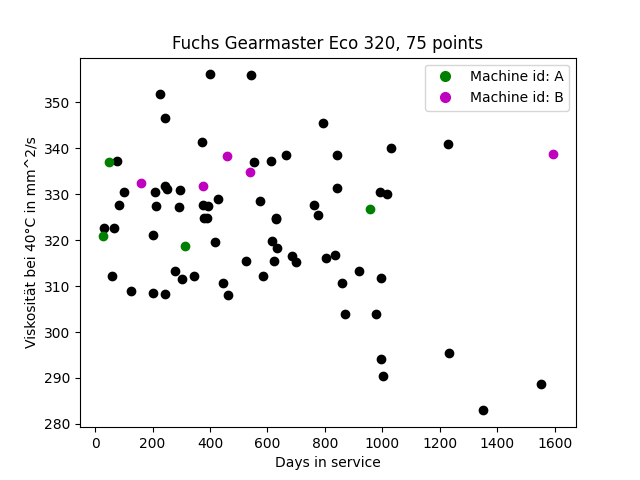 Fuchs Gearmaster Eco 320, 75 points
Machine id: A
Machine id: B
Viskosität bei 40°C in mm^2/s
350
340
330
320
310
300
290
280
0 200 400 600 800 1000 1200 1400 1600
Days in service